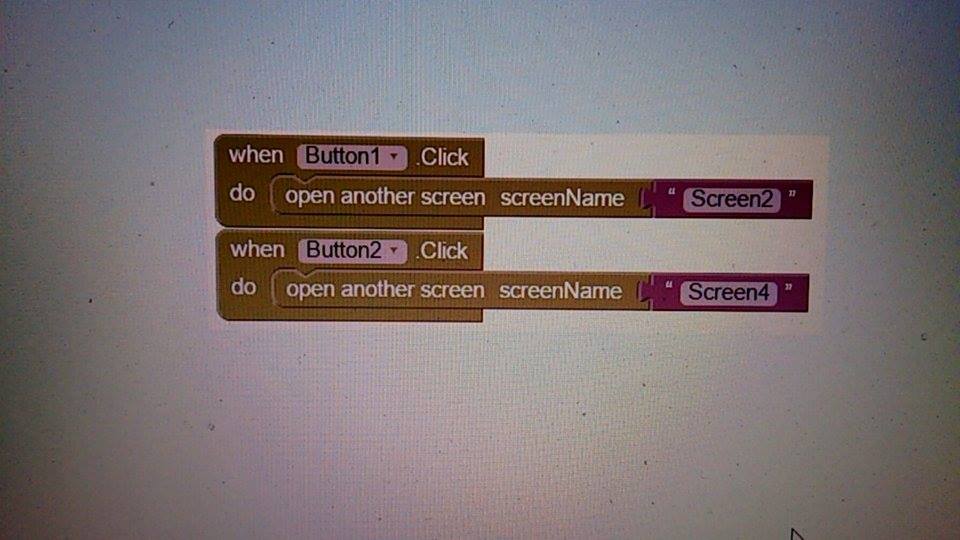 when Button1 .Click
do open another screen screenName " Screen2 "
when Button2 .Click
do open another screen screenName " Screen4 "